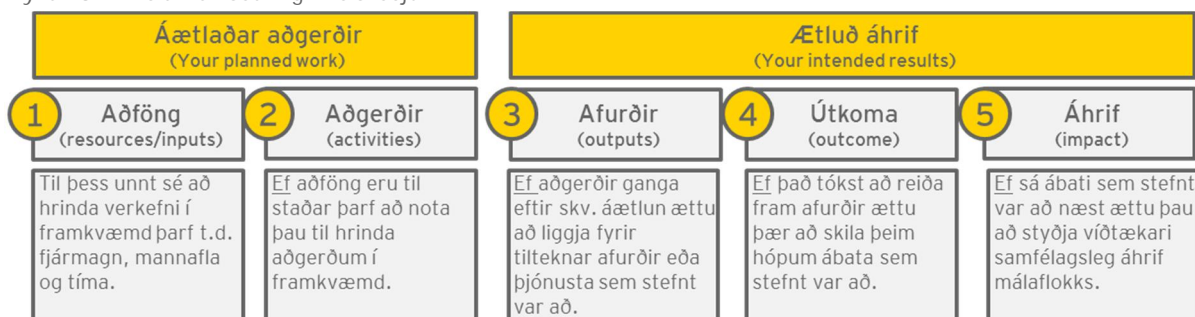 Áætlaðar aðgerðir
(Your planned work)
Ætluð áhrif
(Your intended results)
1
Aðföng
(resources/inputs)
2
Aðgerðir
(activities)
3
Afurðir
(outputs)
4
Útkoma
(outcome)
5
Áhrif
(impact)
Til þess unnt sé að
hrinda verkefni í
framkvæmd þarf t.d.
fjármagn, mannafla
og tíma.
Ef aðföng eru til
staðar þarf að nota
þau til hrinda
aðgerðum í
framkvæmd.
Ef aðgerðir ganga
eftir skv. áætlun ættu
að liggja fyrir
tilteknar afurðir eða
þjónusta sem stefnt
var að.
Ef það tókst að reiða
fram afurðir ættu
þær að skila þeim
hópum ábata sem
stefnt var að.
Ef sá ábati sem stefnt
var að næst ættu þau
að styðja víðtækari
samfélagsleg áhrif
málaflokks.